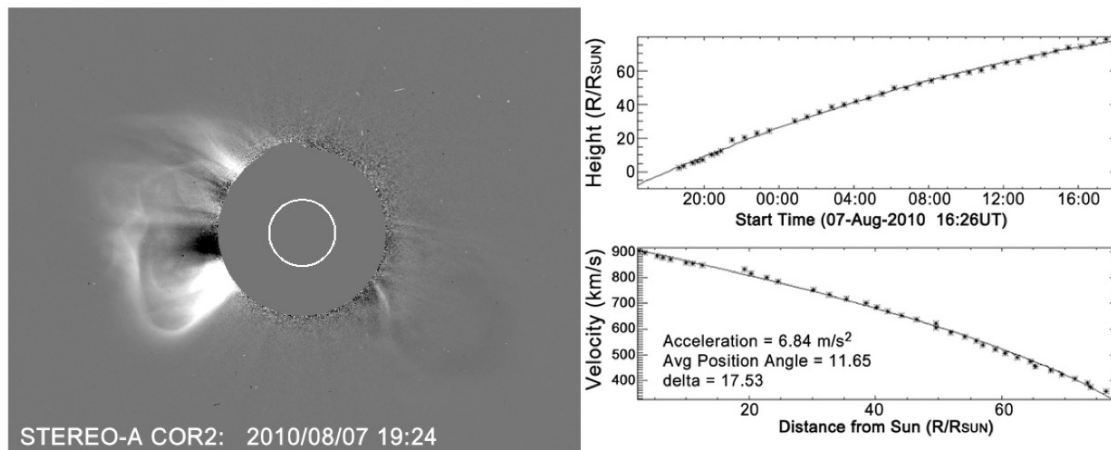 STEREO-A COR2: 2010/08/07 19:24
Height (R/RSUN)
60
40
20
0
20:00 00:00 04:00 08:00 12:00 16:00
Start Time (07-Aug-2010 16:26UT)
Velocity (km/s)
900
800
700
600
500
400
Acceleration = 6.84 m/s²
Avg Position Angle = 11.65
delta = 17.53
20 40 60
Distance from Sun (R/RSUN)